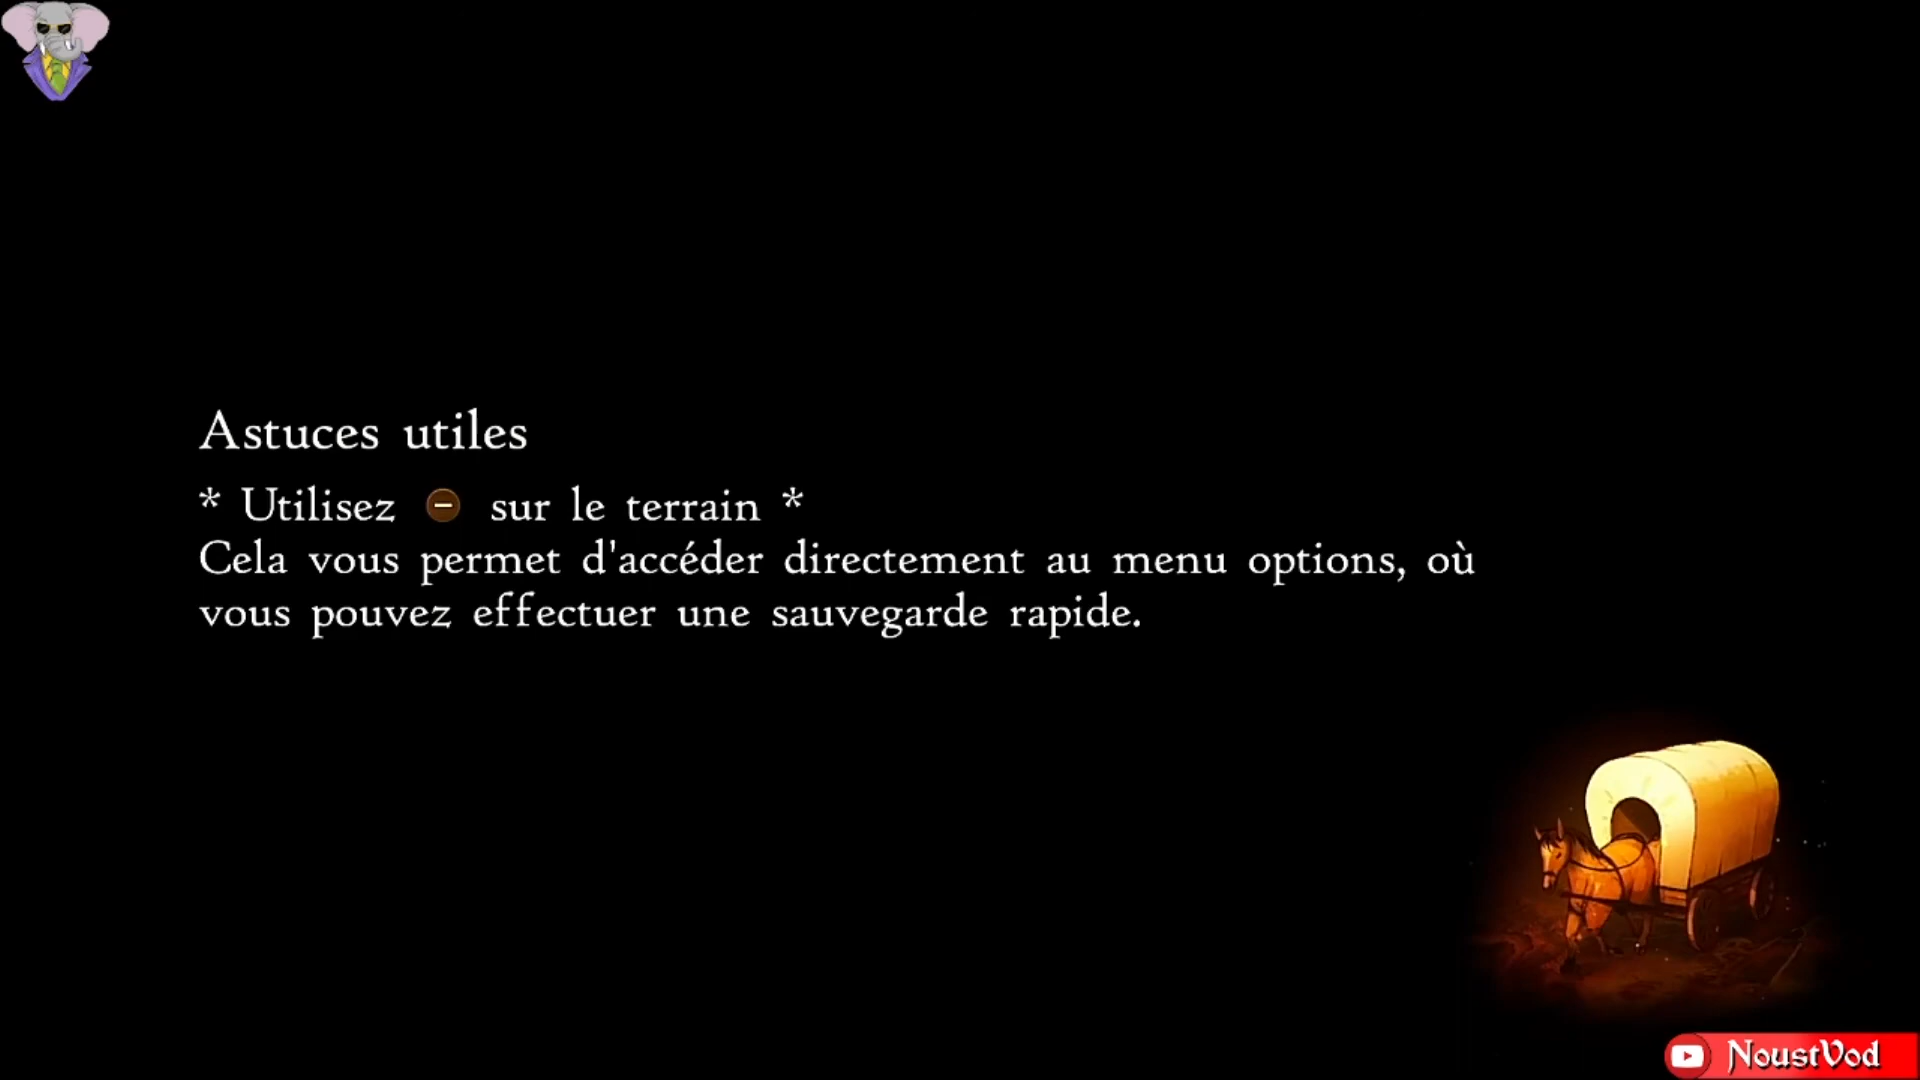 Astuces utiles
* Utilisez - sur le terrain *
Cela vous permet d'accéder directement au menu options, où
vous pouvez effectuer une sauvegarde rapide.
NoustVod